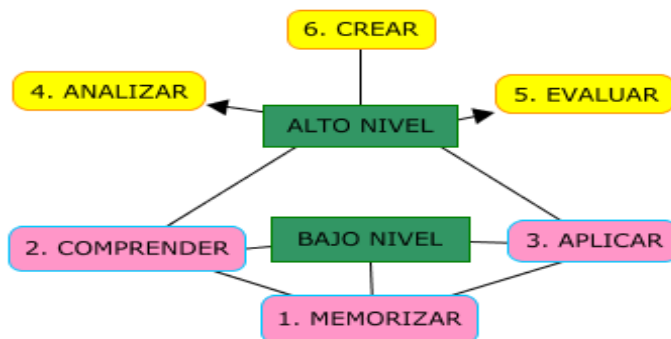 6. CREAR
4. ANALIZAR
5. EVALUAR
ALTO NIVEL
2. COMPRENDER
BAJO NIVEL
3. APLICAR
1. MEMORIZAR